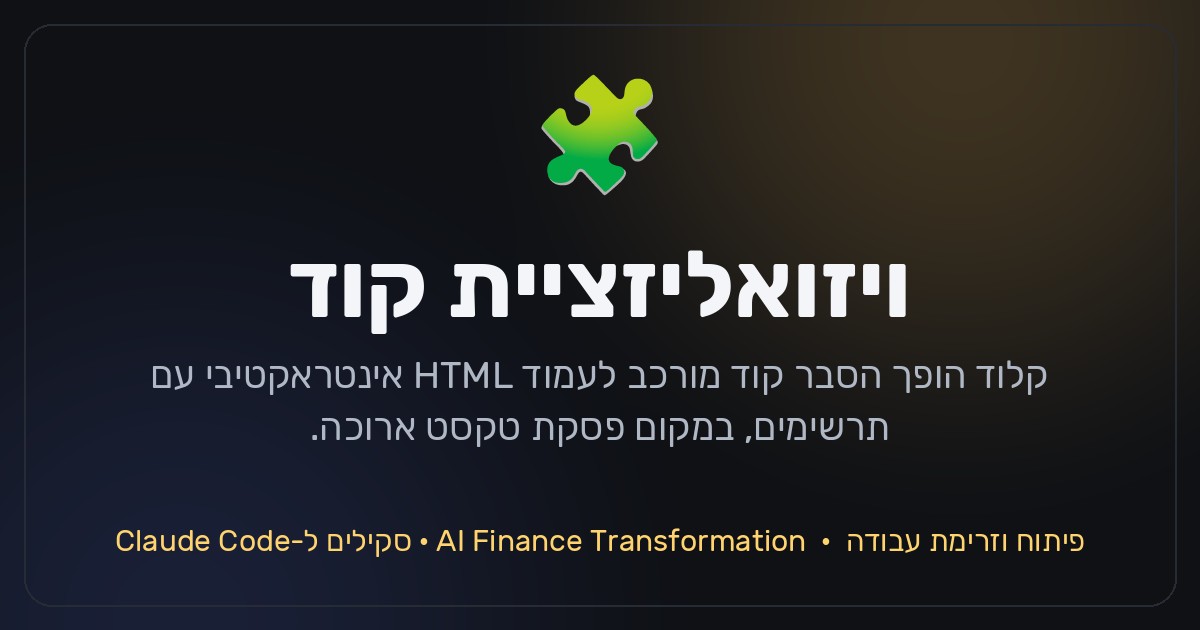 ויזואליזציית קוד
קלוד הופך הסבר קוד מורכב לעמוד HTML אינטראקטיבי עם
תרשימים, במקום פסקת טקסט ארוכה.
פיתוח וזרימת עבודה • AI Finance Transformation • סקילים ל-Claude Code